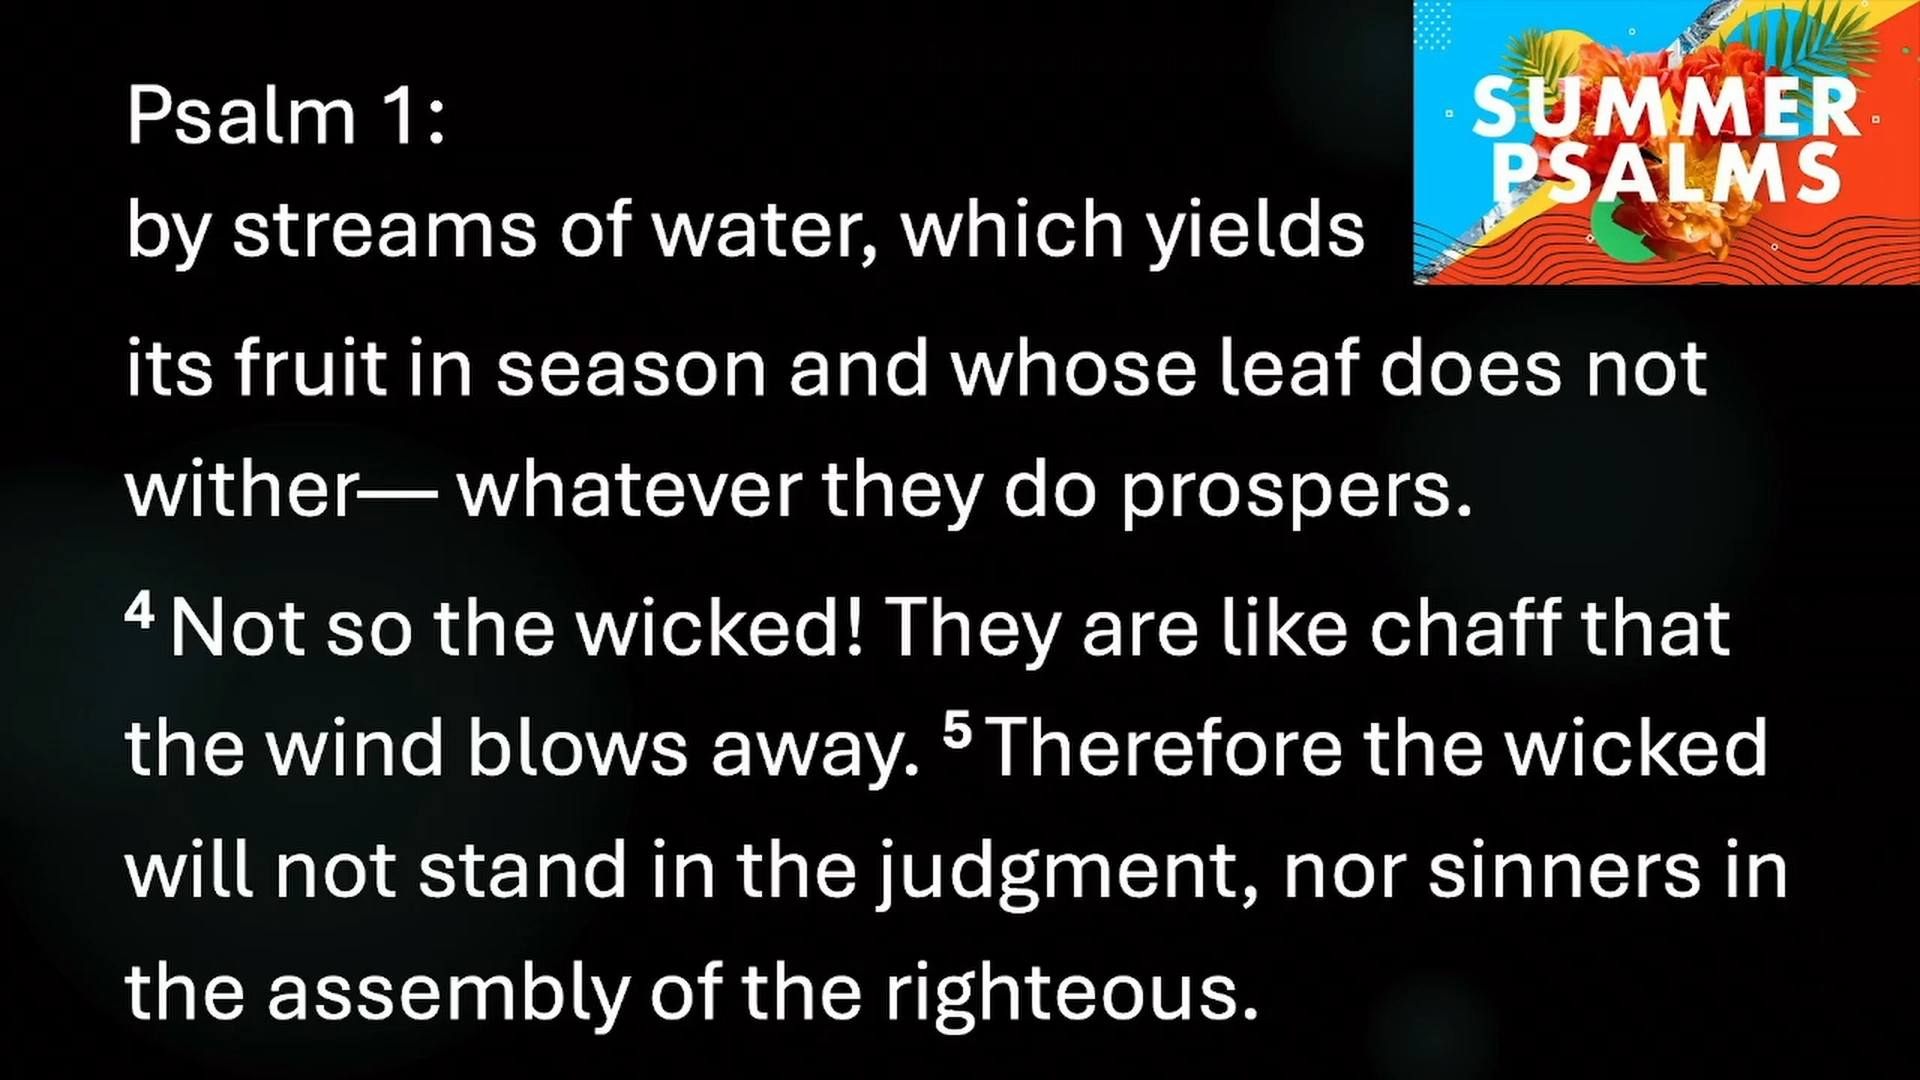 Psalm 1:
by streams of water, which yields
its fruit in season and whose leaf does not
wither— whatever they do prospers.
4 Not so the wicked! They are like chaff that
the wind blows away. 5 Therefore the wicked
will not stand in the judgment, nor sinners in
the assembly of the righteous.
SUMMER
PSALMS